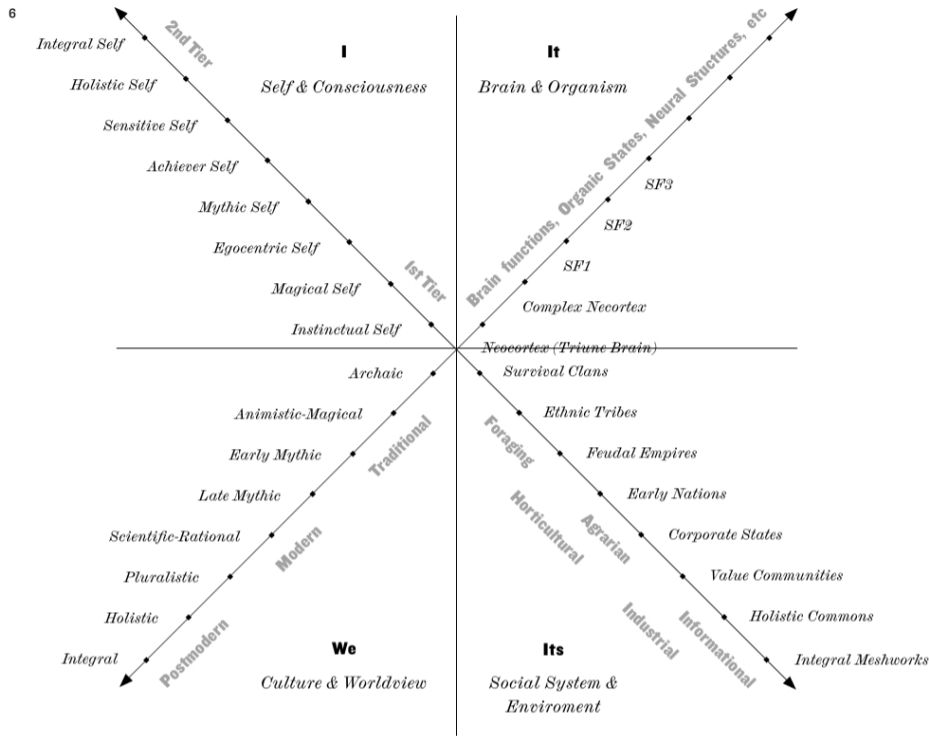 6
I
Self & Consciousness
2nd Tier
Integral Self
Holistic Self
Sensitive Self
Achiever Self
Mythic Self
Egocentric Self
Magical Self
Instinctual Self
1st Tier
It
Brain & Organism
Brain functions, Organic States, Neural Stuctures, etc
SF3
SF2
SF1
Complex Necortex
Neocortex (Triune Brain)
Archaic
Animistic-Magical
Early Mythic
Late Mythic
Scientific-Rational
Pluralistic
Holistic
Integral
Traditional
Modern
Postmodern
We
Culture & Worldview
Survival Clans
Ethnic Tribes
Feudal Empires
Early Nations
Corporate States
Value Communities
Holistic Commons
Integral Meshworks
Foraging
Horticultural
Agrarian
Industrial
Informational
Its
Social System &
Enviroment